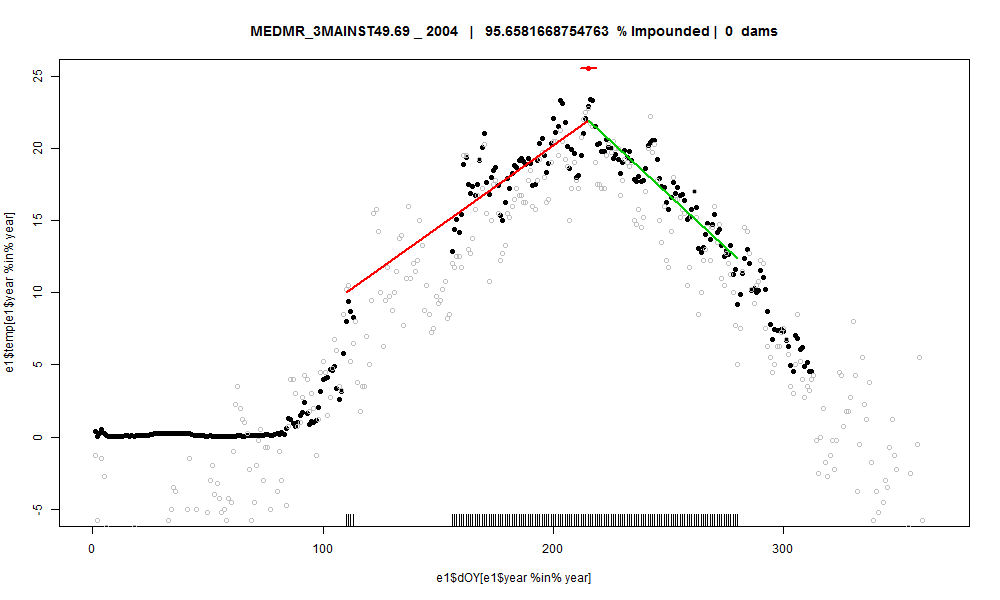 MEDMR_3MAINST49.69 _ 2004 | 95.6581668754763 % Impounded | 0 dams
e1$temp[e1$year %in% year]
25
20
15
10
5
0
-5
0 100 200 300
e1$dOY[e1$year %in% year]